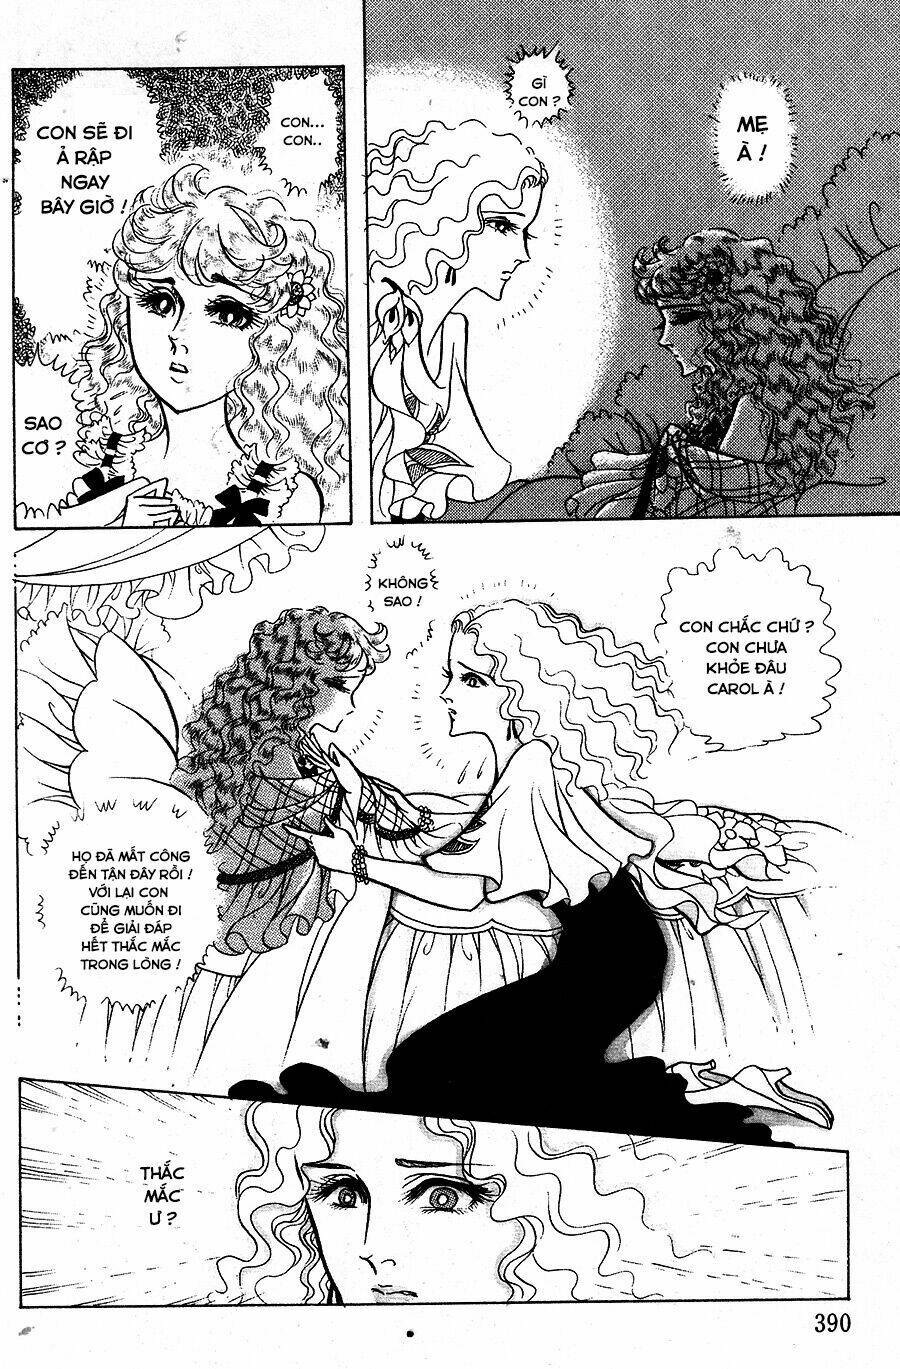 MẸ
À !
GÌ
CON ?
CON...
CON..
CON SẼ ĐI
Ả RẬP
NGAY
BÂY GIỜ !
SAO
CƠ ?
CON CHẮC CHỨ ?
CON CHƯA
KHỎE ĐÂU
CAROL À !
KHÔNG
SAO !
HỌ ĐÃ MẤT CÔNG
ĐẾN TẬN ĐÂY RỒI !
VỚI LẠI CON
CŨNG MUỐN ĐI
ĐỂ GIẢI ĐÁP
HẾT THẮC MẮC
TRONG LÒNG !
THẮC
MẮC
Ư ?
390